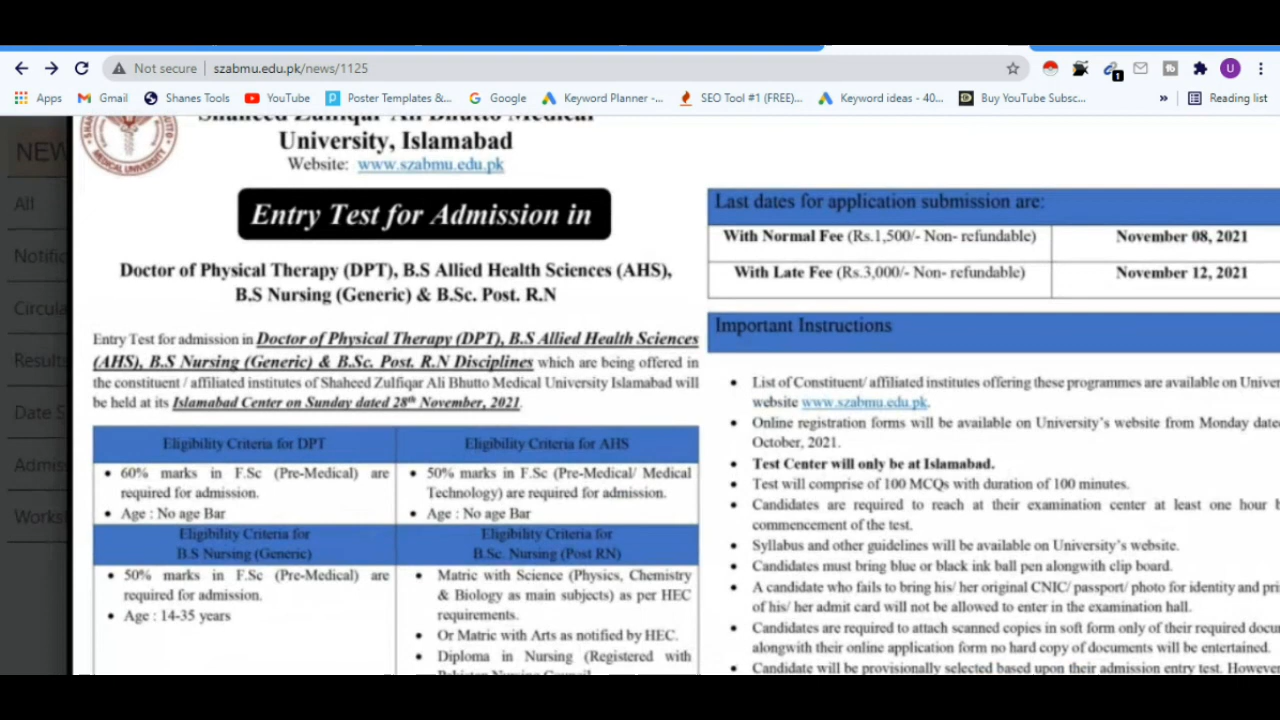 Not secure szabmu.edu.pk/news/1125
1
U
Apps Gmail Shanes Tools YouTube Poster Templates &... Google Keyword Planner -... SEO Tool #1 (FREE)... Keyword ideas - 40... Buy YouTube Subsc... » Reading list
NEW
All
Notific
Circula
Results
Date S
Admis
Works
MEDICAL UNIVERSITY
Shaheed Zulfiqar Ali Bhutto Medical
University, Islamabad
Website: www.szabmu.edu.pk
Entry Test for Admission in
Doctor of Physical Therapy (DPT), B.S Allied Health Sciences (AHS),
B.S Nursing (Generic) & B.Sc. Post. R.N
Entry Test for admission in Doctor of Physical Therapy (DPT), B.S Allied Health Sciences
(AHS), B.S Nursing (Generic) & B.Sc. Post. R.N Disciplines which are being offered in
the constituent / affiliated institutes of Shaheed Zulfiqar Ali Bhutto Medical University Islamabad will
be held at its Islamabad Center on Sunday dated 28th November, 2021.
Eligibility Criteria for DPT
• 60% marks in F.Sc (Pre-Medical) are
required for admission.
• Age : No age Bar
Eligibility Criteria for AHS
• 50% marks in F.Sc (Pre-Medical/ Medical
Technology) are required for admission.
• Age : No age Bar
Eligibility Criteria for
B.S Nursing (Generic)
• 50% marks in F.Sc (Pre-Medical) are
required for admission.
• Age : 14-35 years
Eligibility Criteria for
B.Sc. Nursing (Post RN)
• Matric with Science (Physics, Chemistry
& Biology as main subjects) as per HEC
requirements.
• Or Matric with Arts as notified by HEC.
• Diploma in Nursing (Registered with
Pakistan Nursing Council
Last dates for application submission are:
With Normal Fee (Rs.1,500/- Non- refundable) November 08, 2021
With Late Fee (Rs.3,000/- Non- refundable) November 12, 2021
Important Instructions
• List of Constituent/ affiliated institutes offering these programmes are available on Univer
website www.szabmu.edu.pk.
• Online registration forms will be available on University's website from Monday date
October, 2021.
• Test Center will only be at Islamabad.
• Test will comprise of 100 MCQs with duration of 100 minutes.
• Candidates are required to reach at their examination center at least one hour b
commencement of the test.
• Syllabus and other guidelines will be available on University's website.
• Candidates must bring blue or black ink ball pen alongwith clip board.
• A candidate who fails to bring his/ her original CNIC/ passport/ photo for identity and pri
of his/ her admit card will not be allowed to enter in the examination hall.
• Candidates are required to attach scanned copies in soft form only of their required docu
alongwith their online application form no hard copy of documents will be entertained.
• Candidate will be provisionally selected based upon their admission entry test. However